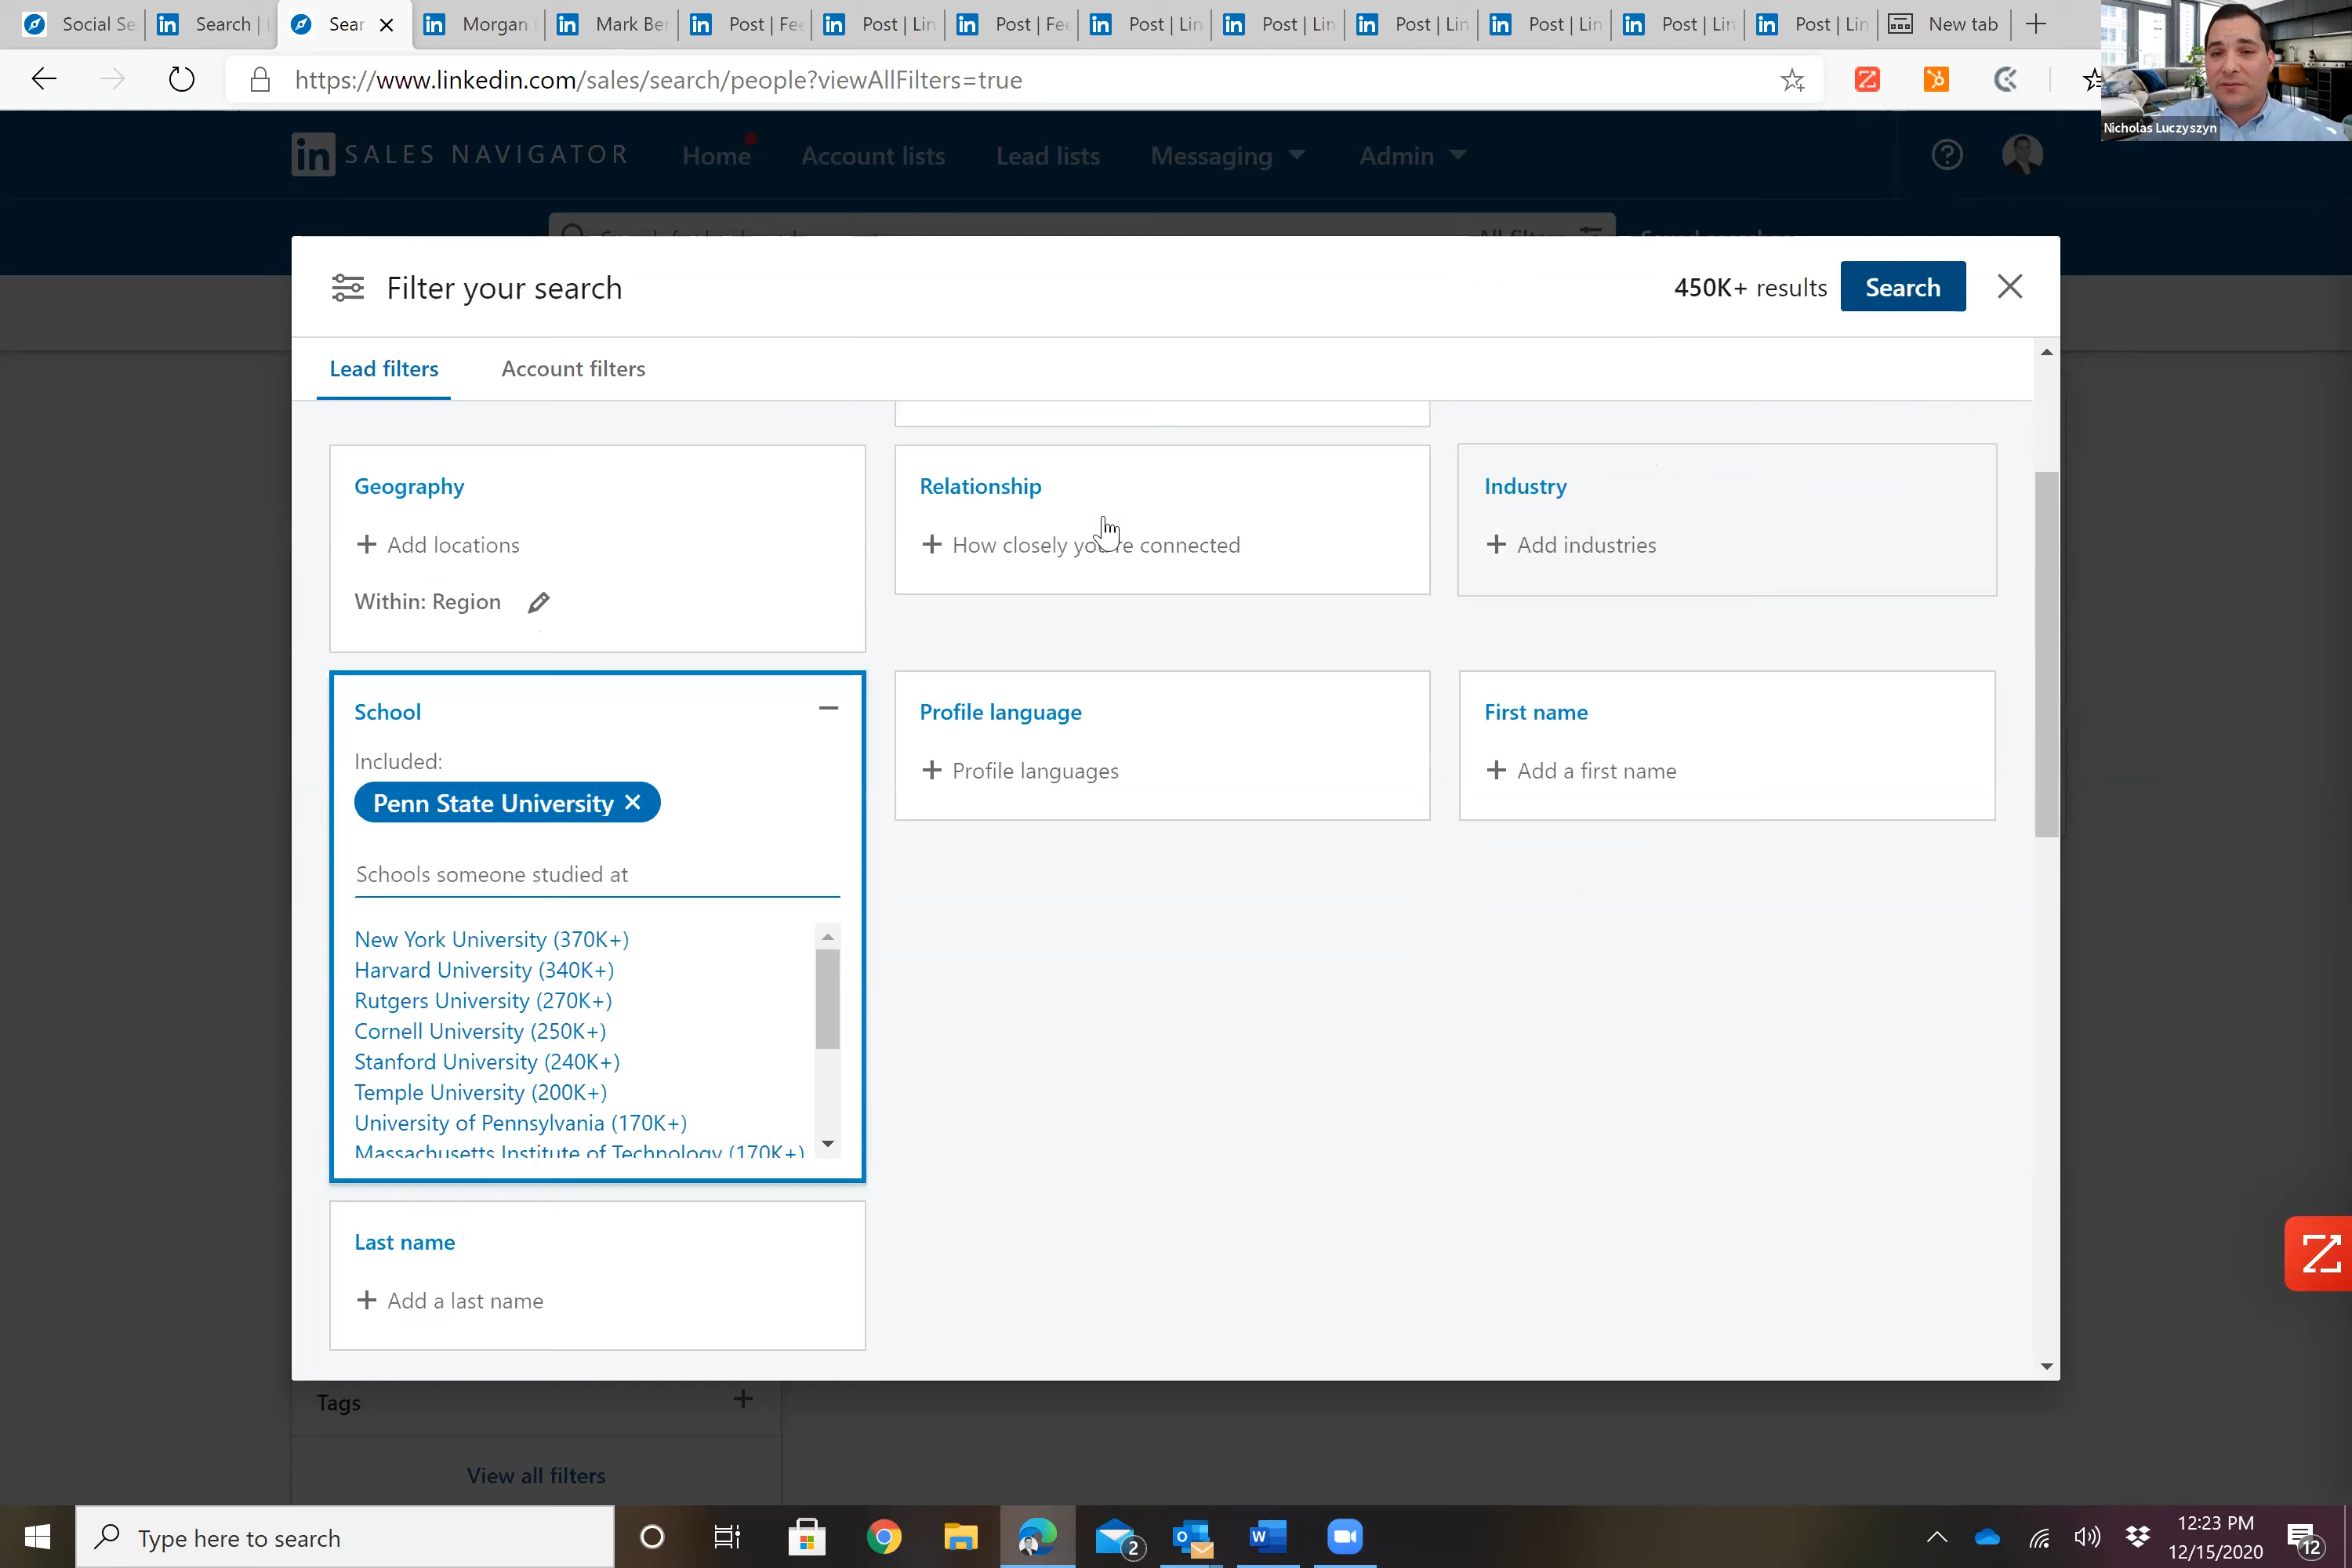 Social Se
Search |
Sear
Morgan
Mark Ber
Post | Fee
Post | Lin
Post | Fee
Post | Lin
Post | Lin
Post | Lin
Post | Lin
Post | Lin
Post | Lin
New tab
https://www.linkedin.com/sales/search/people?viewAllFilters=true
Nicholas Luczyszyn
in SALES NAVIGATOR
Home
Account lists
Lead lists
Messaging
Admin
Filter your search
450K+ results
Search
Lead filters
Account filters
Geography
+ Add locations
Within: Region
Relationship
+ How closely you're connected
Industry
+ Add industries
School
Included:
Penn State University
Schools someone studied at
New York University (370K+)
Harvard University (340K+)
Rutgers University (270K+)
Cornell University (250K+)
Stanford University (240K+)
Temple University (200K+)
University of Pennsylvania (170K+)
Massachusetts Institute of Technology (170K+)
Profile language
+ Profile languages
First name
+ Add a first name
Last name
+ Add a last name
Tags
View all filters
Type here to search
2
12:23 PM
12/15/2020
12